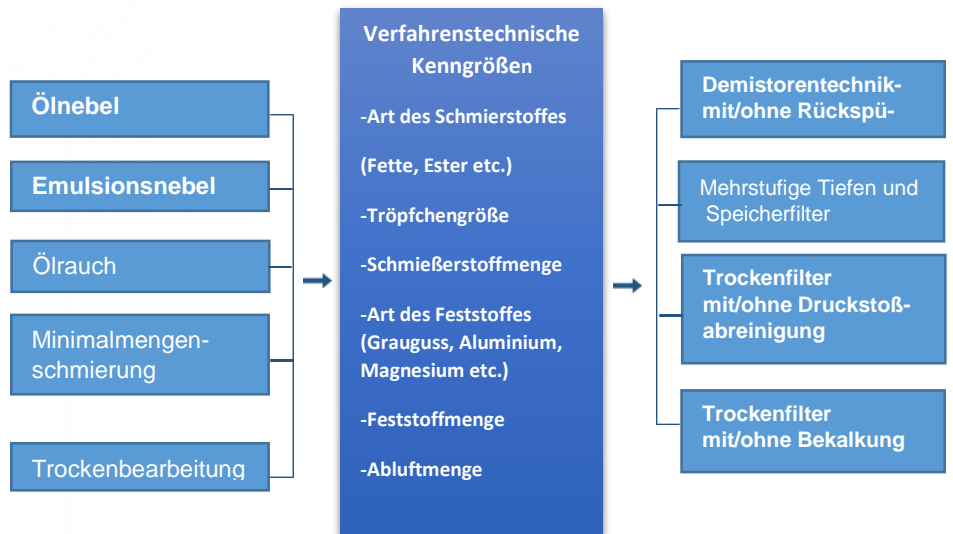 Ölnebel
Emulsionsnebel
Ölrauch
Minimalmengen-
schmierung
Trockenbearbeitung
Verfahrenstechnische
Kenngrößen
-Art des Schmierstoffes
(Fette, Ester etc.)
-Tröpfchengröße
-Schmießerstoffmenge
-Art des Feststoffes
(Grauguss, Aluminium,
Magnesium etc.)
-Feststoffmenge
-Abluftmenge
Demistorentechnik-
mit/ohne Rückspü-
Mehrstufige Tiefen und
Speicherfilter
Trockenfilter
mit/ohne Druckstoß-
abreinigung
Trockenfilter
mit/ohne Bekalkung